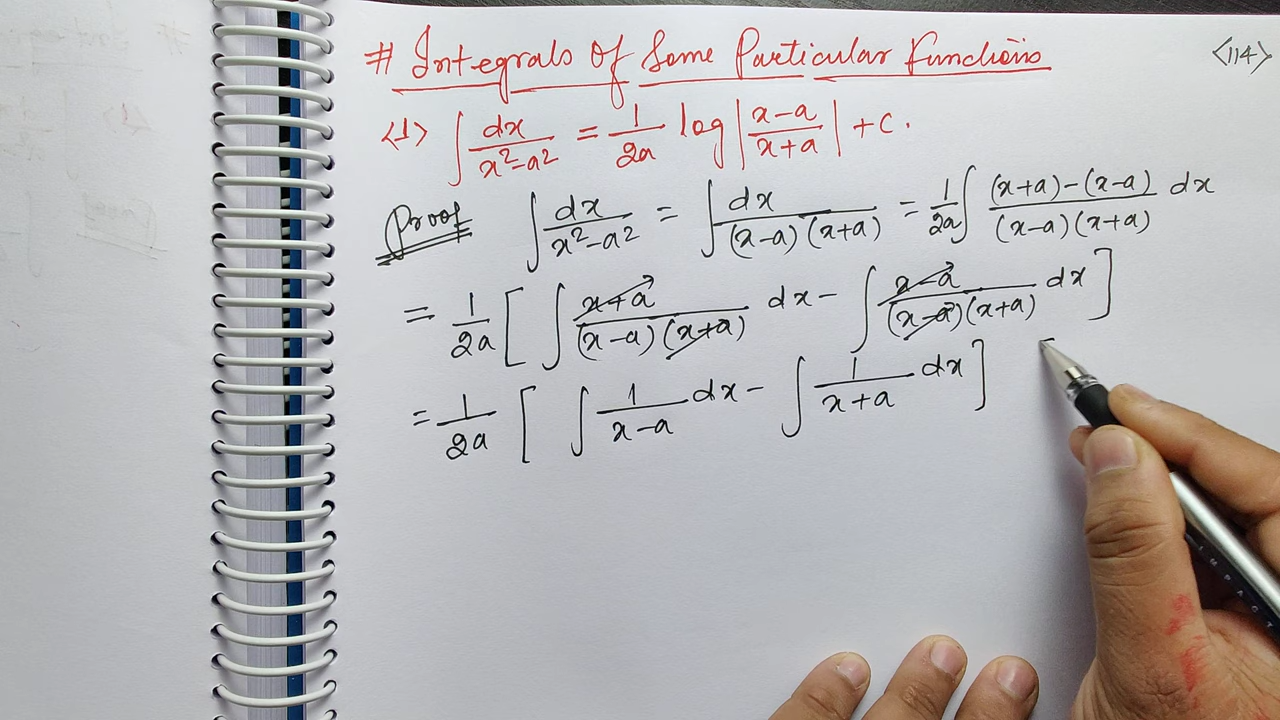 # Integrals Of Some Particular Functions <114>
<1> ∫ dx/(x²-a²) = 1/2a log |(x-a)/(x+a)| + C.
Proof ∫ dx/(x²-a²) = ∫ dx/((x-a)(x+a)) = 1/2a ∫ ((x+a)-(x-a))/((x-a)(x+a)) dx
= 1/2a [ ∫ (x+a)/((x-a)(x+a)) dx - ∫ (x-a)/((x-a)(x+a)) dx ]
= 1/2a [ ∫ 1/(x-a) dx - ∫ 1/(x+a) dx ]